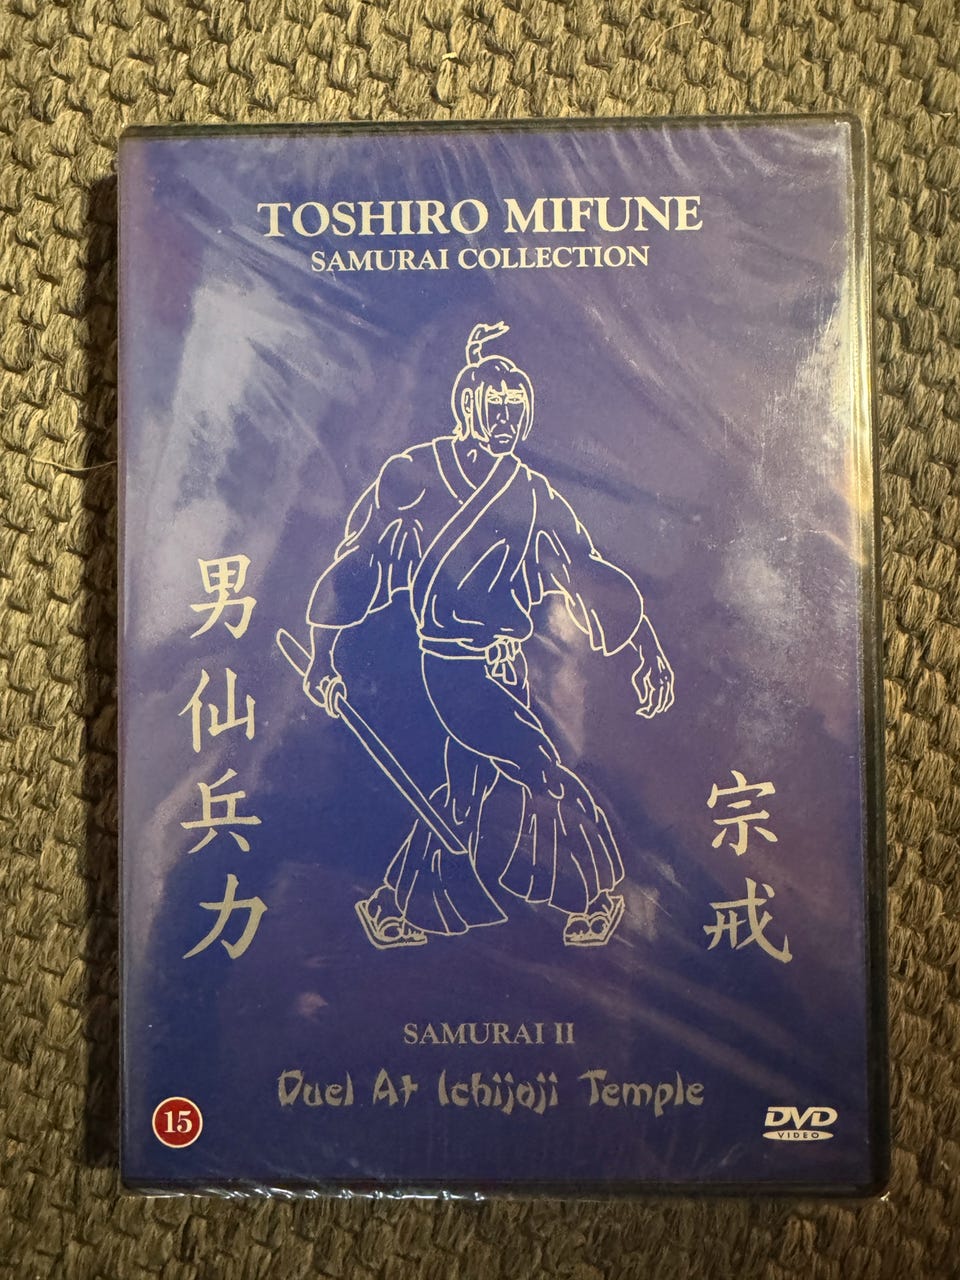 TOSHIRO MIFUNE
SAMURAI COLLECTION
男仙兵力
宗戒
SAMURAI II
Duel At Ichijoji Temple
15
DVD
VIDEO